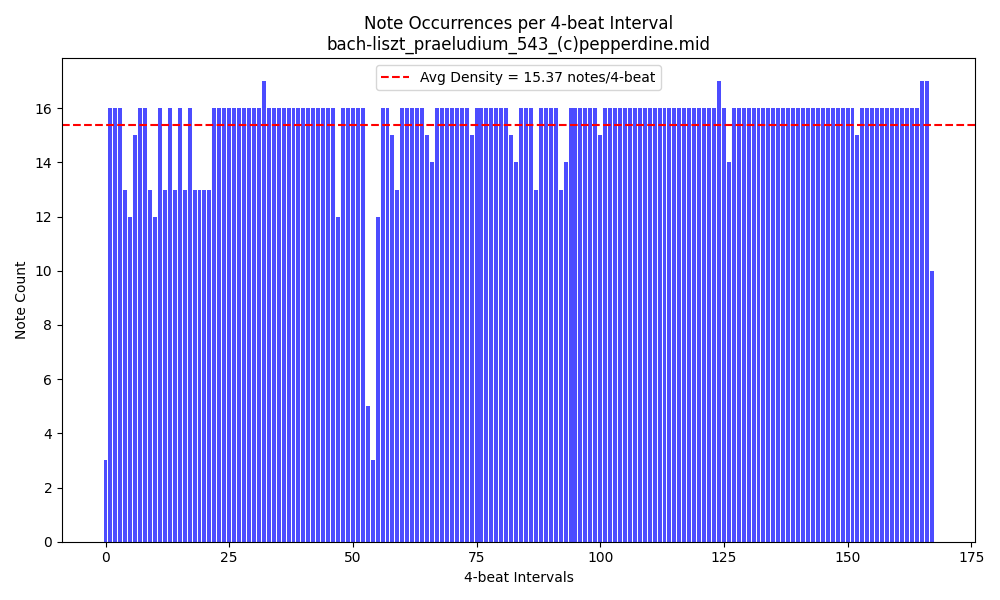 Note Occurrences per 4-beat Interval
bach-liszt_praeludium_543_(c)pepperdine.mid
Avg Density = 15.37 notes/4-beat
Note Count
16
14
12
10
8
6
4
2
0
0 25 50 75 100 125 150 175
4-beat Intervals